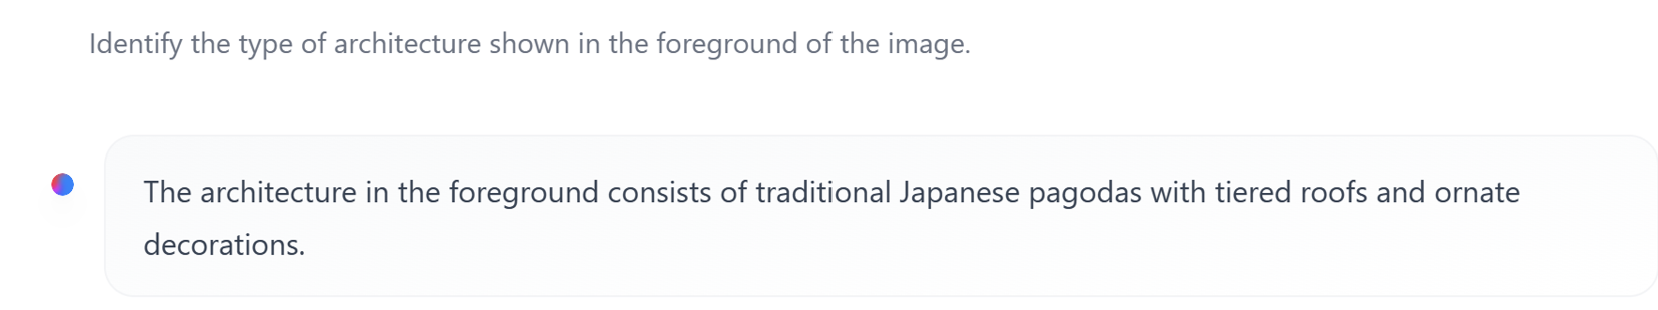 Identify the type of architecture shown in the foreground of the image.
The architecture in the foreground consists of traditional Japanese pagodas with tiered roofs and ornate
decorations.